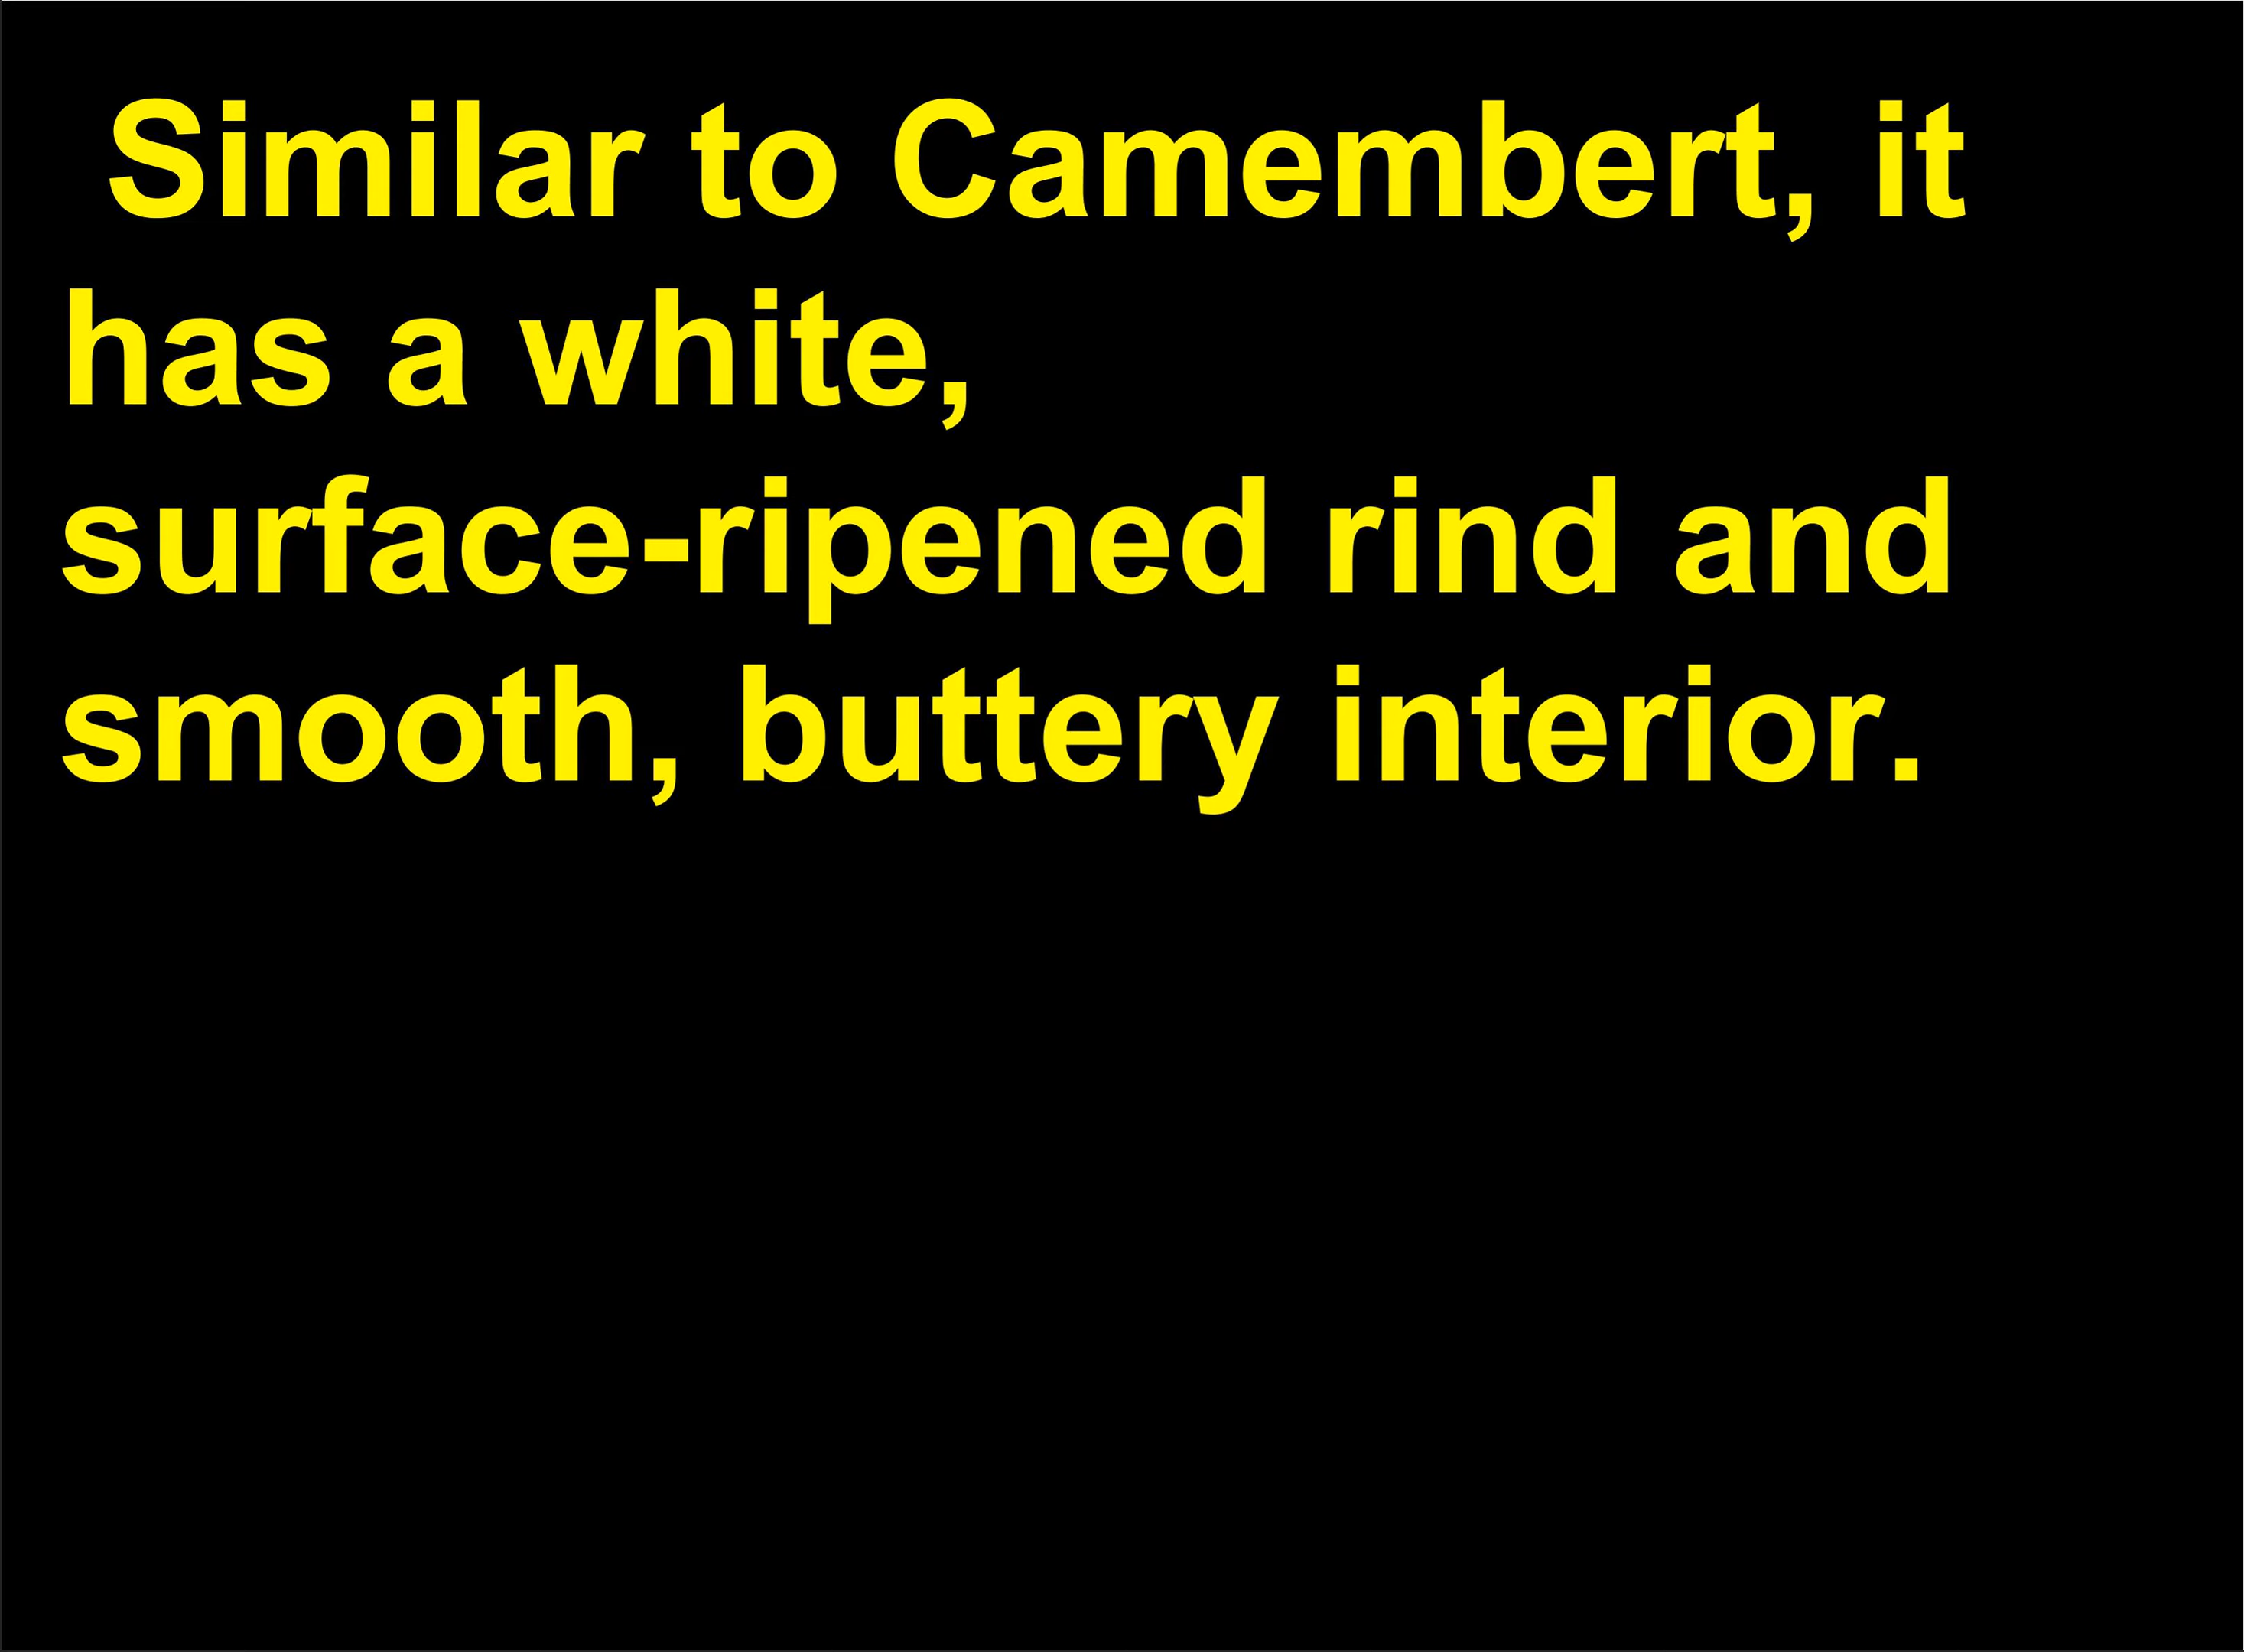 Similar to Camembert, it
has a white,
surface-ripened rind and
smooth, buttery interior.